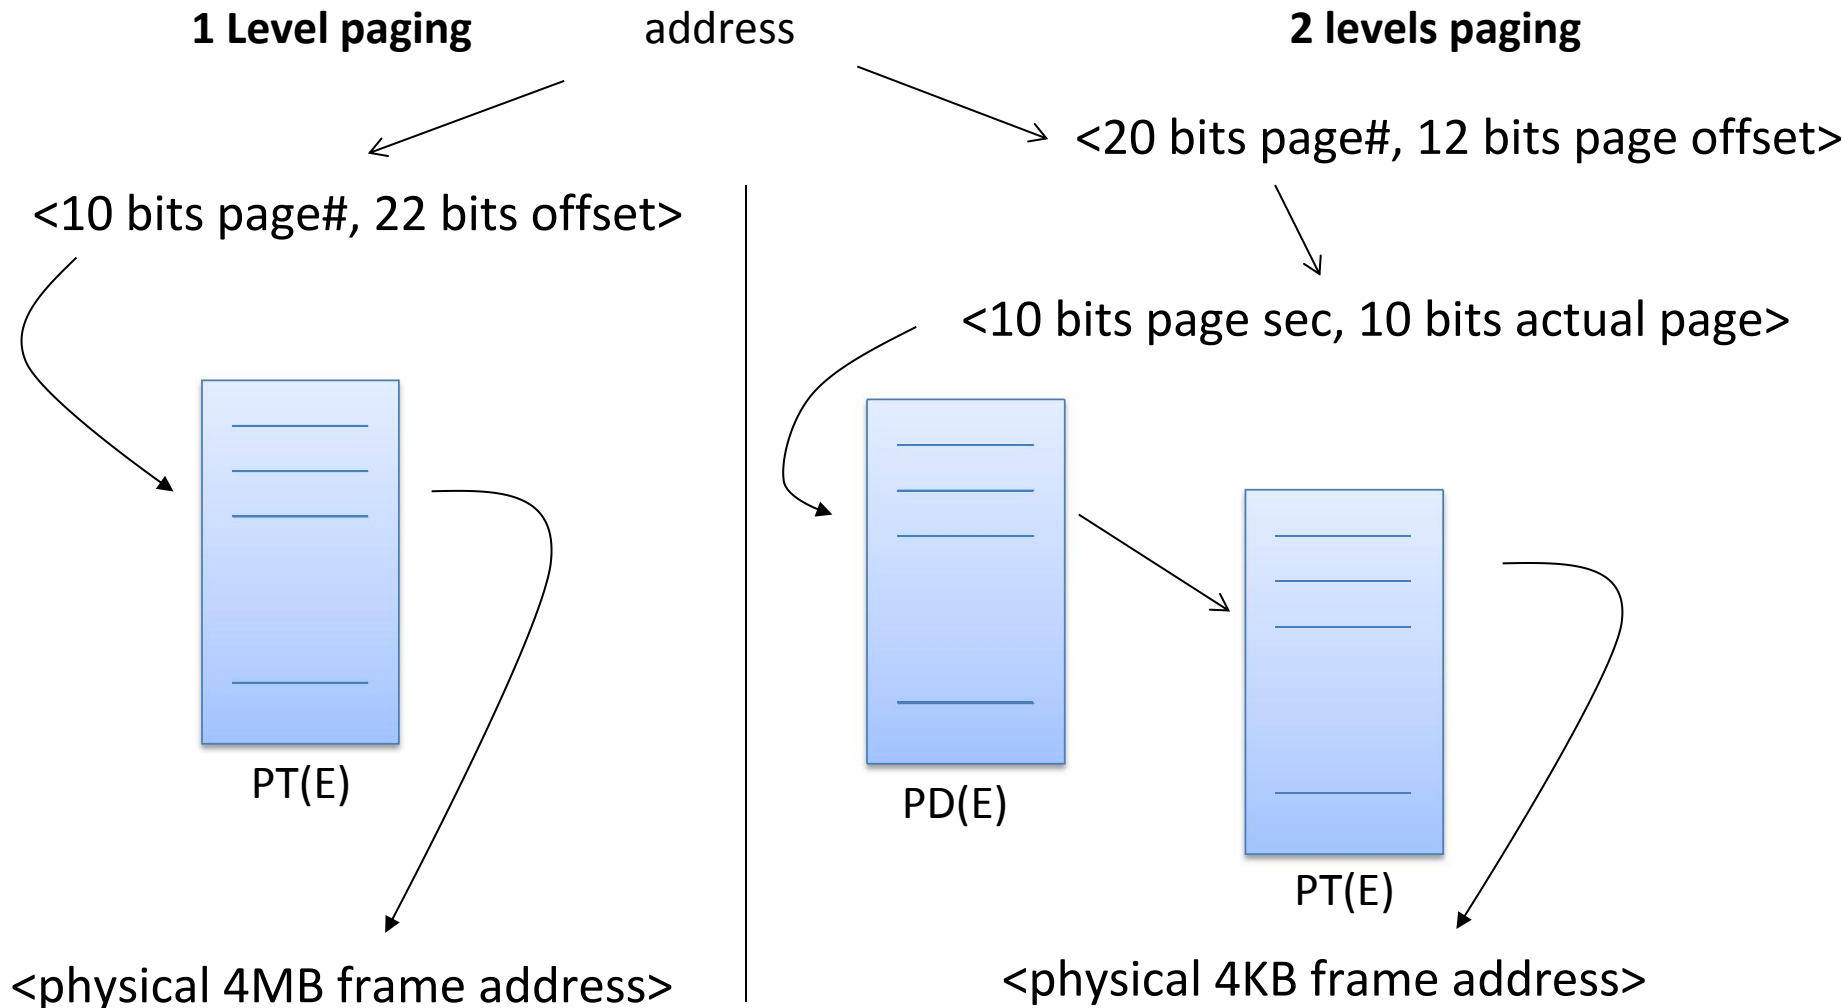 1 Level paging
address
2 levels paging
<20 bits page#, 12 bits page offset>
<10 bits page#, 22 bits offset>
<10 bits page sec, 10 bits actual page>
PT(E)
PD(E)
PT(E)
<physical 4MB frame address>
<physical 4KB frame address>